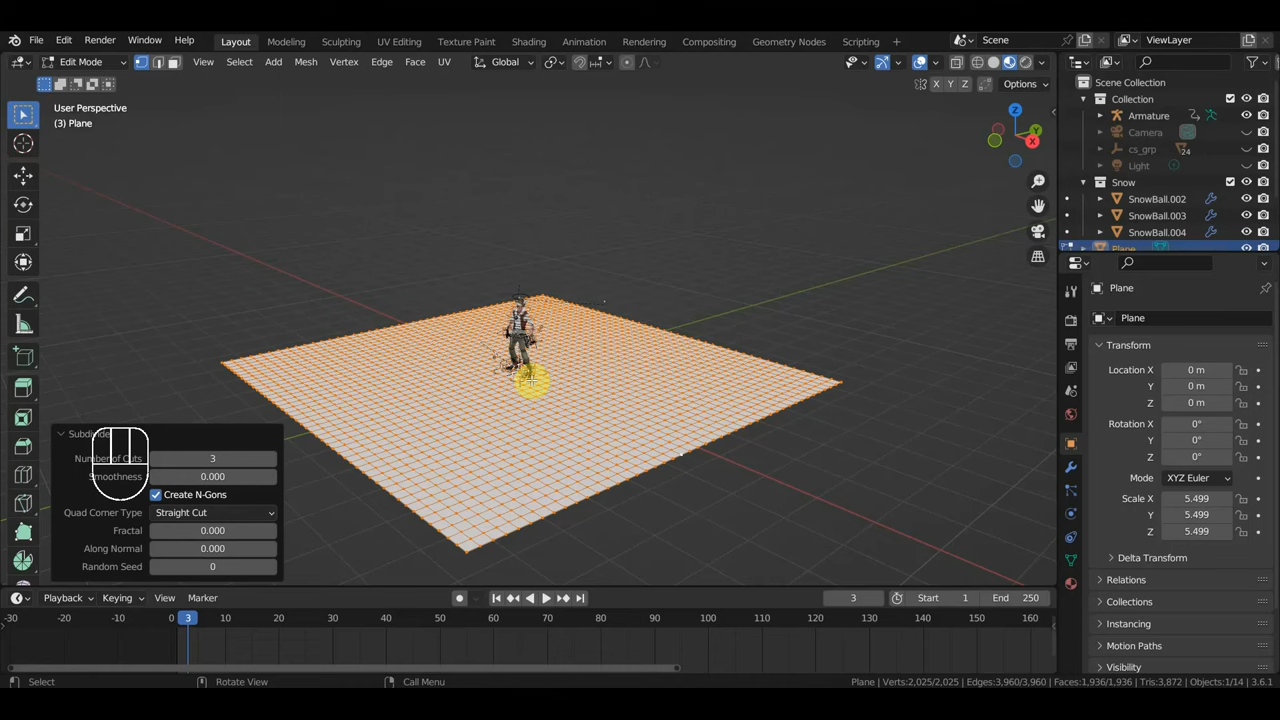 File Edit Render Window Help Layout Modeling Sculpting UV Editing Texture Paint Shading Animation Rendering Compositing Geometry Nodes Scripting + Scene ViewLayer
Edit Mode View Select Add Mesh Vertex Edge Face UV Global
X Y Z Options
User Perspective
(3) Plane
Z
Y
X
Scene Collection
Collection
Armature
Camera
cs_grp 24
Light
Snow
SnowBall.002
SnowBall.003
SnowBall.004
Plane
Plane
Plane
Transform
Location X 0 m
Y 0 m
Z 0 m
Rotation X 0°
Y 0°
Z 0°
Mode XYZ Euler
Scale X 5.499
Y 5.499
Z 5.499
Delta Transform
Relations
Collections
Instancing
Motion Paths
Visibility
Subdivide
Number of Cuts 3
Smoothness 0.000
Create N-Gons
Quad Corner Type Straight Cut
Fractal 0.000
Along Normal 0.000
Random Seed 0
Playback Keying View Marker 3 Start 1 End 250
-30 -20 -10 0 3 10 20 30 40 50 60 70 80 90 100 110 120 130 140 150 160
Select Rotate View Call Menu Plane | Verts:2,025/2,025 | Edges:3,960/3,960 | Faces:1,936/1,936 | Tris:3,872 | Objects:1/14 | 3.6.1